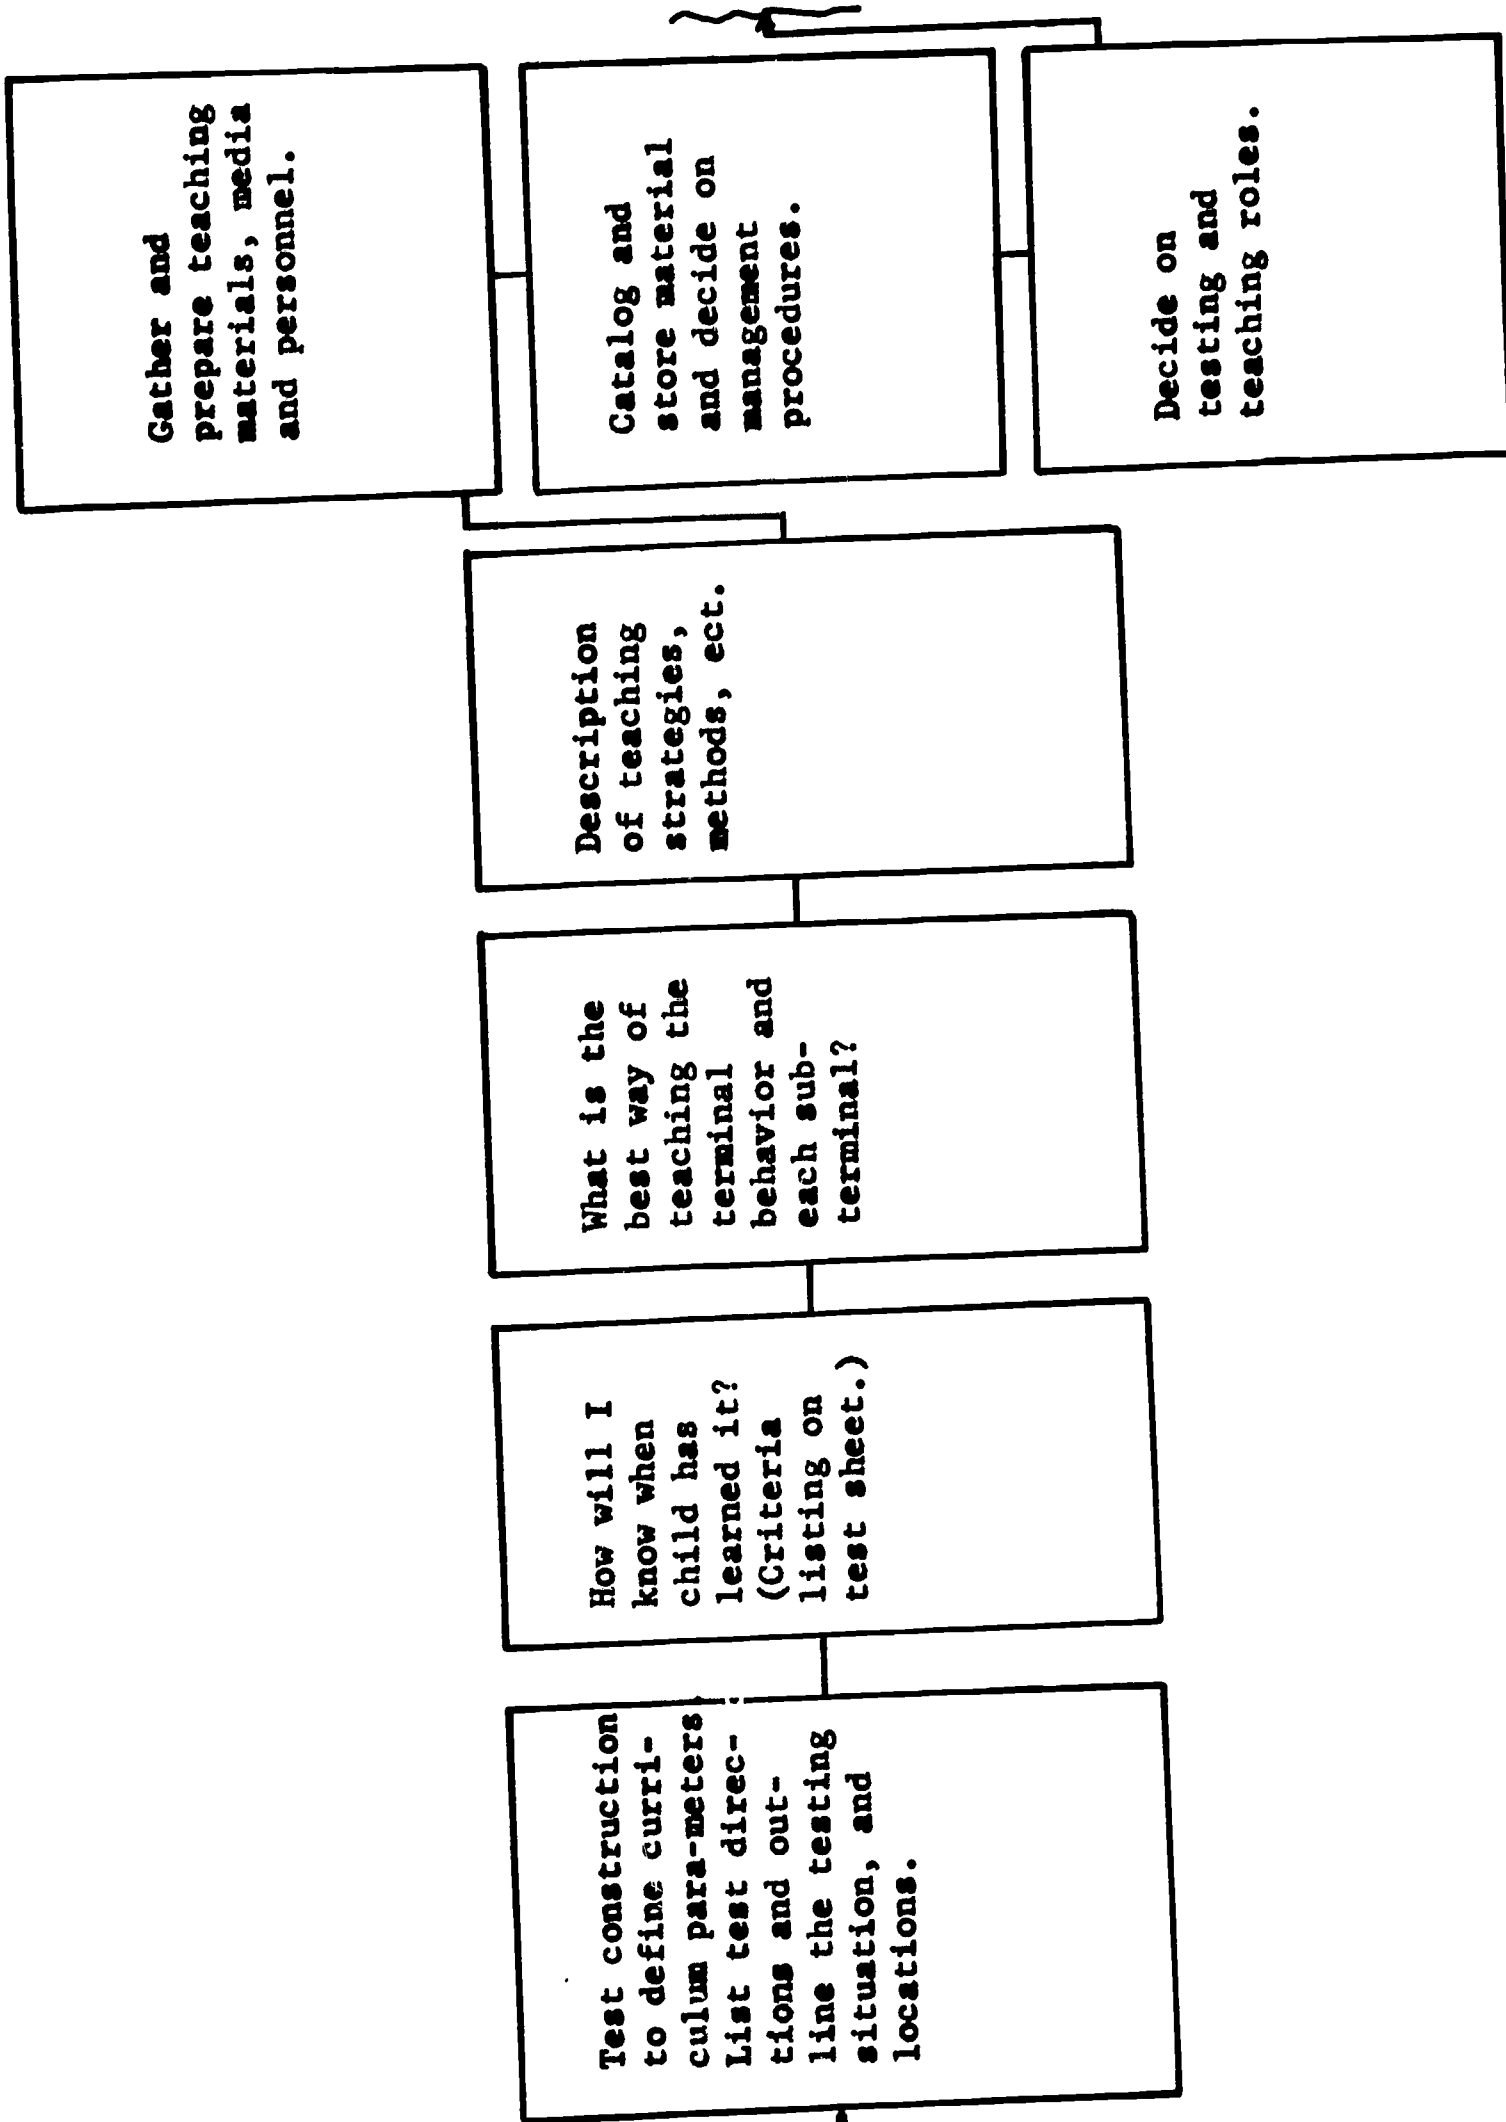 Test construction
to define curri-
culum para-meters,
List test direc-
tions and out-
line the testing
situation, and
locations.
How will I
know when
child has
learned it?
(Criteria
listing on
test sheet.)
What is the
best way of
teaching the
terminal
behavior and
each sub-
terminal?
Description
of teaching
strategies,
methods, ect.
Gather and
prepare teaching
materials, media
and personnel.
Catalog and
store material
and decide on
management
procedures.
Decide on
testing and
teaching roles.